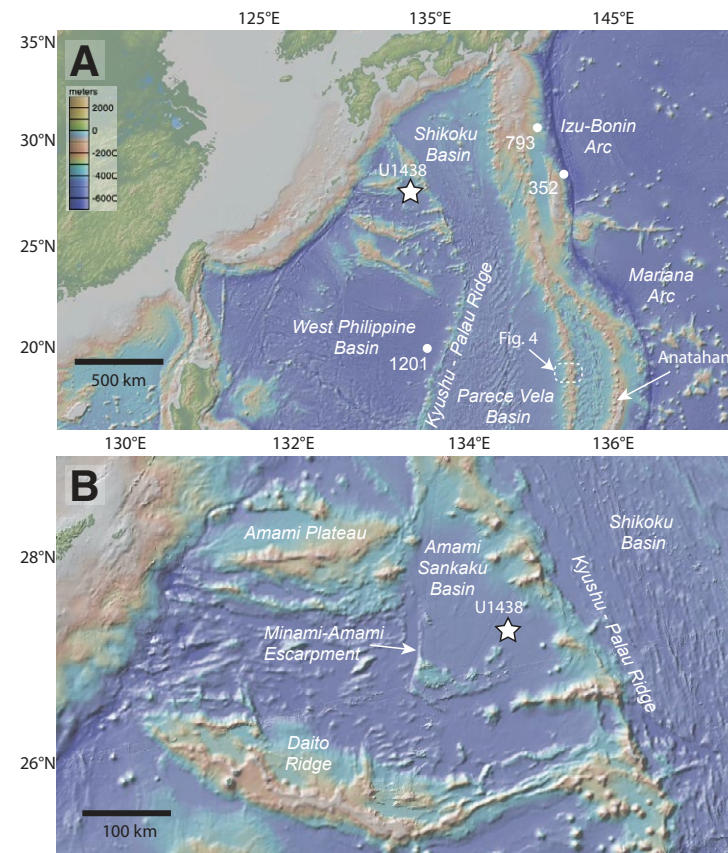 125°E 135°E 145°E
35°N
A
meters
2000
0
-200C
-600C
30°N
Shikoku
Basin
793
Izu-Bonin
Arc
U1438
352
25°N
Mariana
Arc
Kyushu - Palau Ridge
West Philippine
Basin
Fig. 4
20°N
1201
Anatahan
500 km
Parece Vela
Basin
130°E 132°E 134°E 136°E
B
Shikoku
Basin
Amami Plateau
Amami
Sankaku
Basin
28°N
Kyushu - Palau Ridge
U1438
Minami-Amami
Escarpment
Daito
Ridge
26°N
100 km